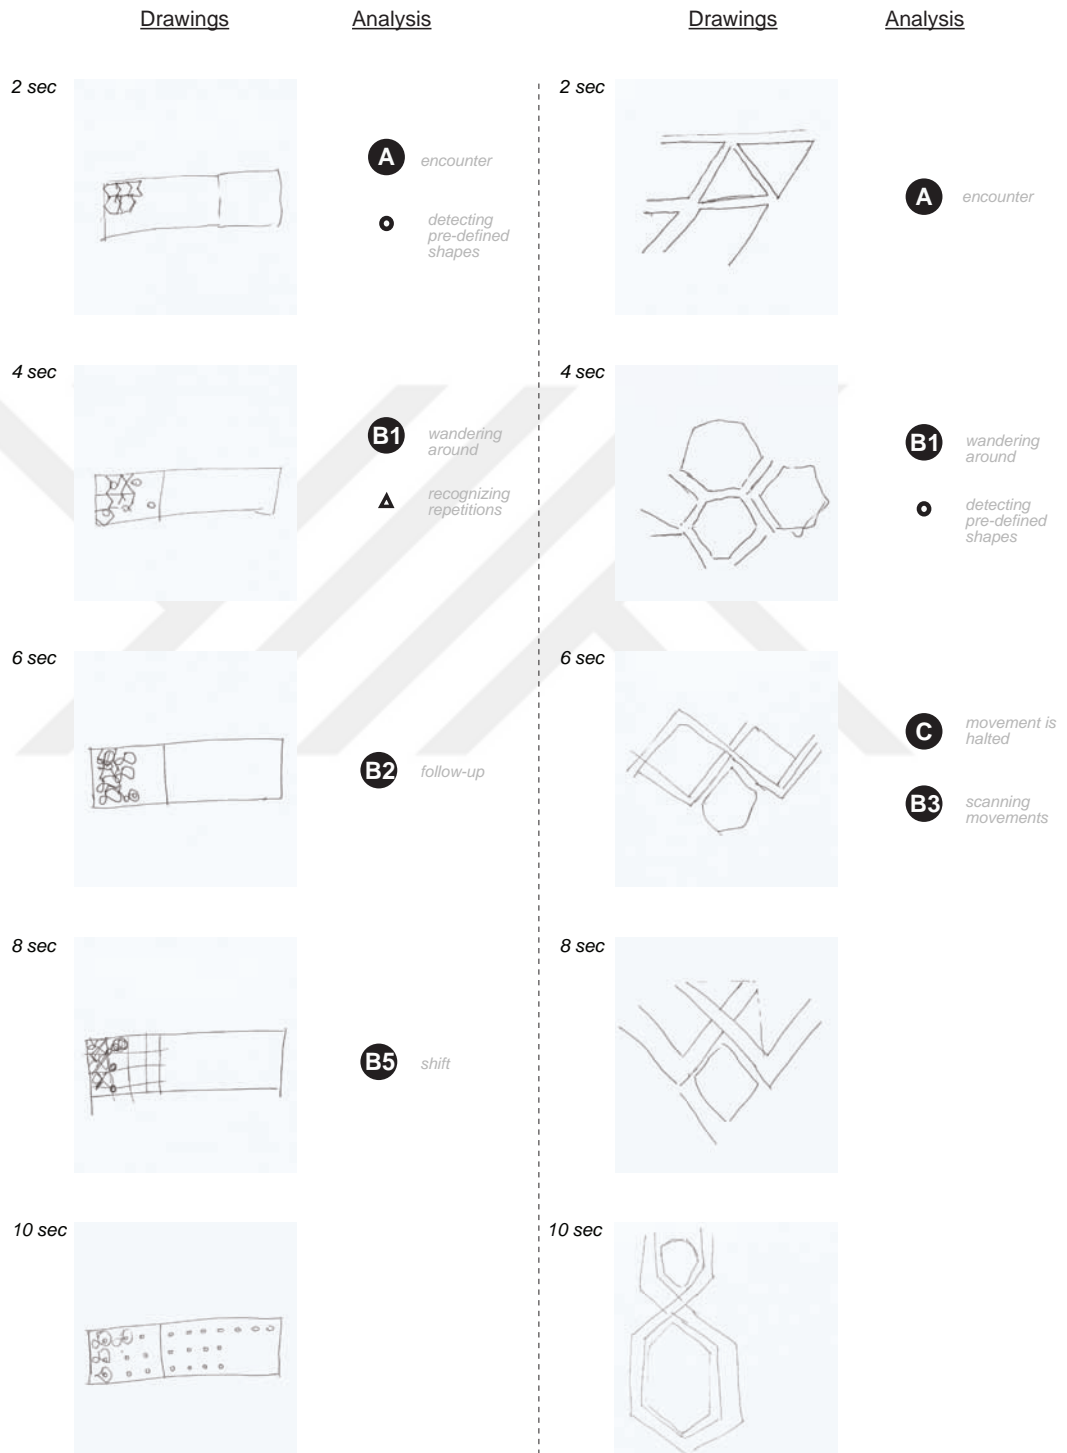 Drawings
Analysis
2 sec
A
encounter
detecting
pre-defined
shapes
4 sec
B1
wandering
around
recognizing
repetitions
6 sec
B2
follow-up
8 sec
B5
shift
10 sec
Drawings
Analysis
2 sec
A
encounter
4 sec
B1
wandering
around
detecting
pre-defined
shapes
6 sec
C
movement is
halted
B3
scanning
movements
8 sec
10 sec